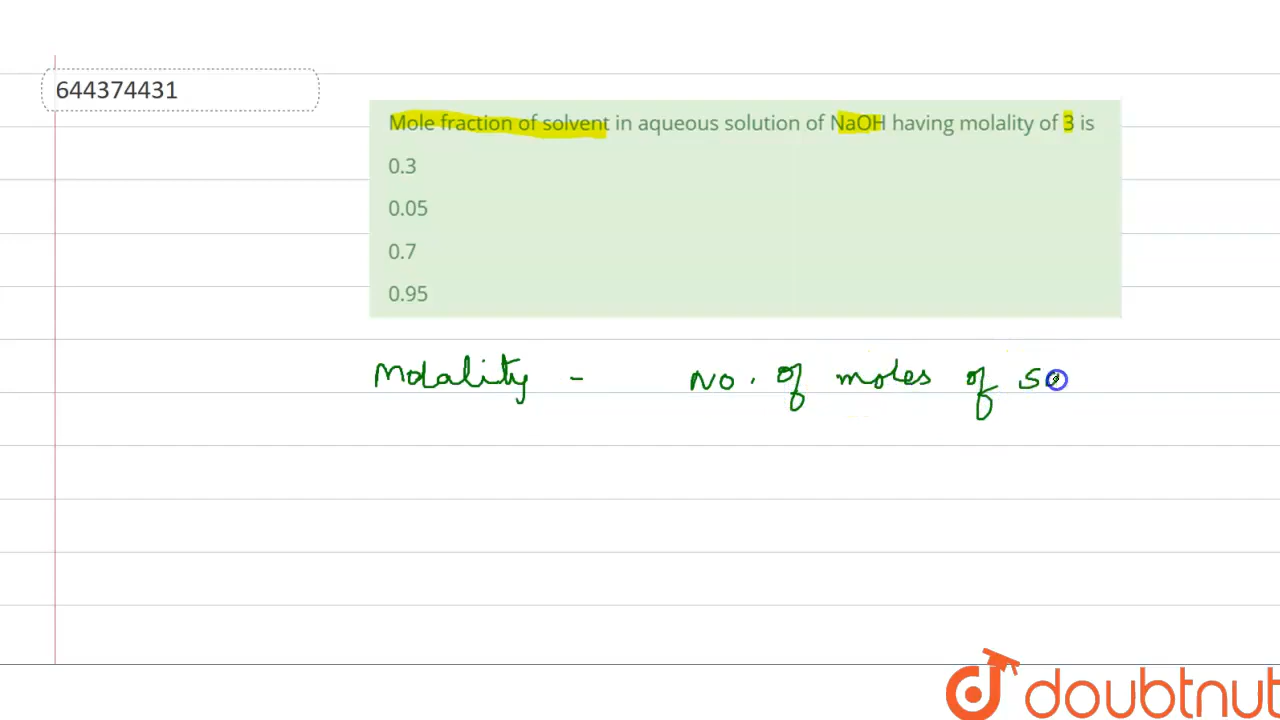 644374431
Mole fraction of solvent in aqueous solution of NaOH having molality of 3 is
0.3
0.05
0.7
0.95
Molality - No. of moles of so
doubtnut